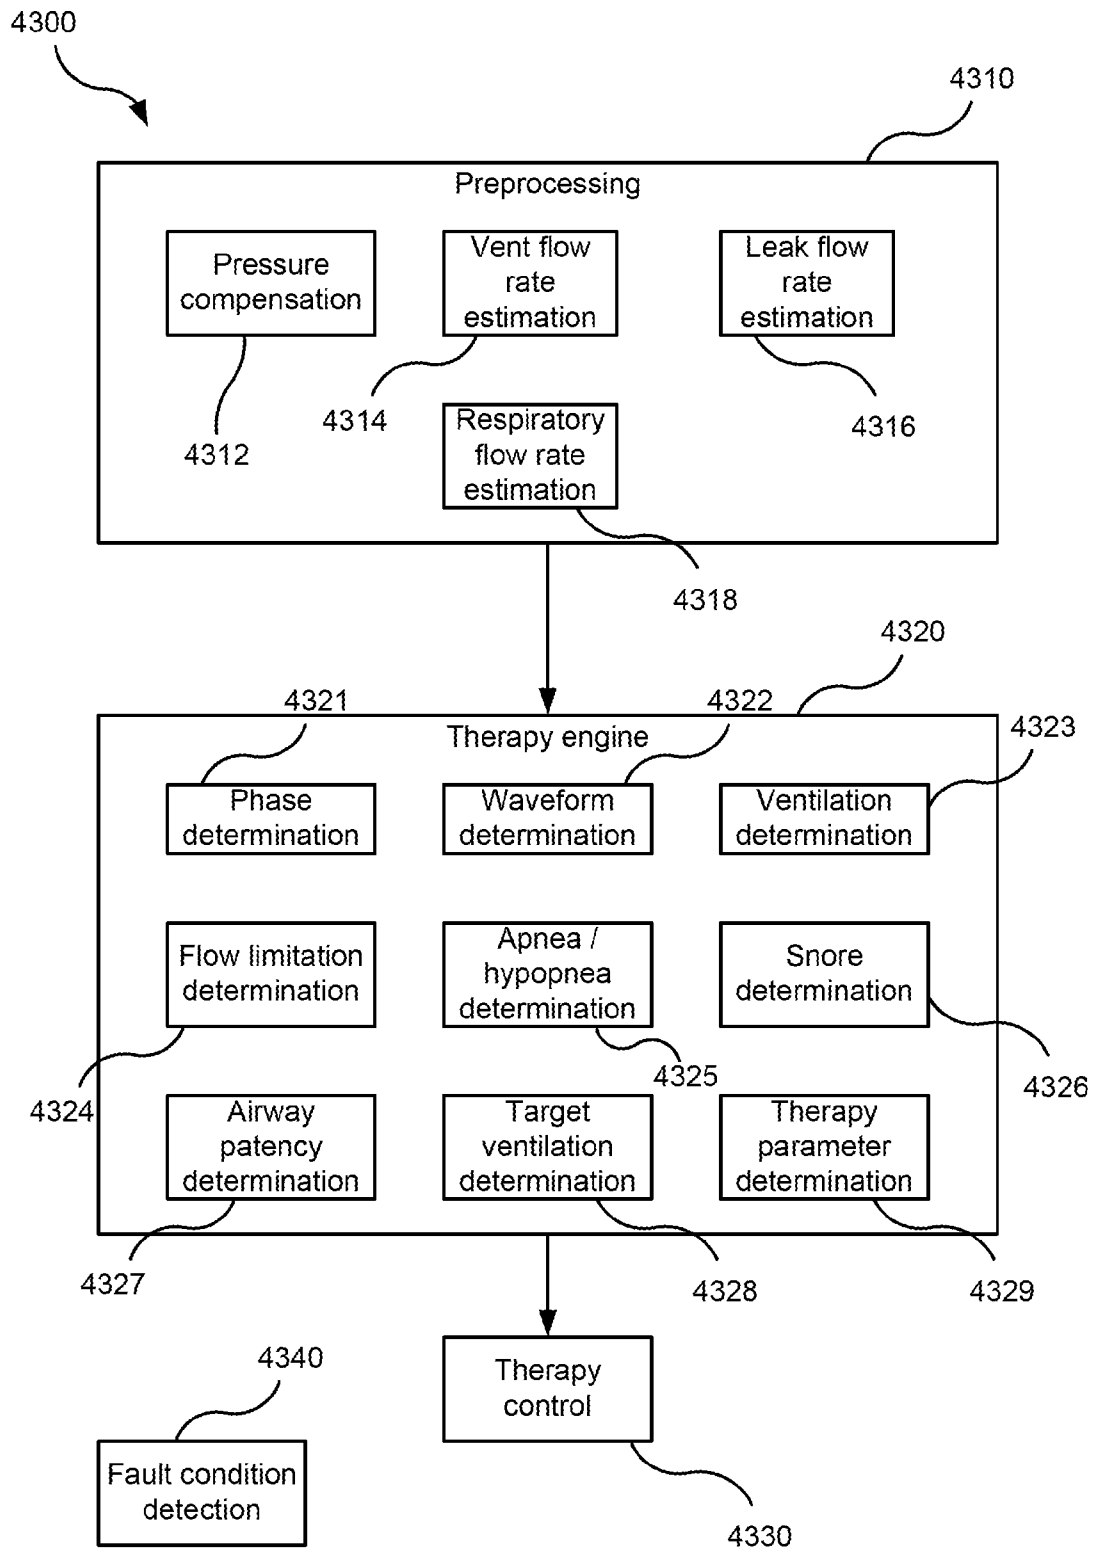 4300
4310
Preprocessing
Pressure
compensation
Vent flow
rate
estimation
Leak flow
rate
estimation
4312
4314
4316
Respiratory
flow rate
estimation
4318
4320
4321
4322
4323
Therapy engine
Phase
determination
Waveform
determination
Ventilation
determination
Flow limitation
determination
Apnea /
hypopnea
determination
Snore
determination
4324
4325
4326
Airway
patency
determination
Target
ventilation
determination
Therapy
parameter
determination
4327
4328
4329
Therapy
control
4330
4340
Fault condition
detection